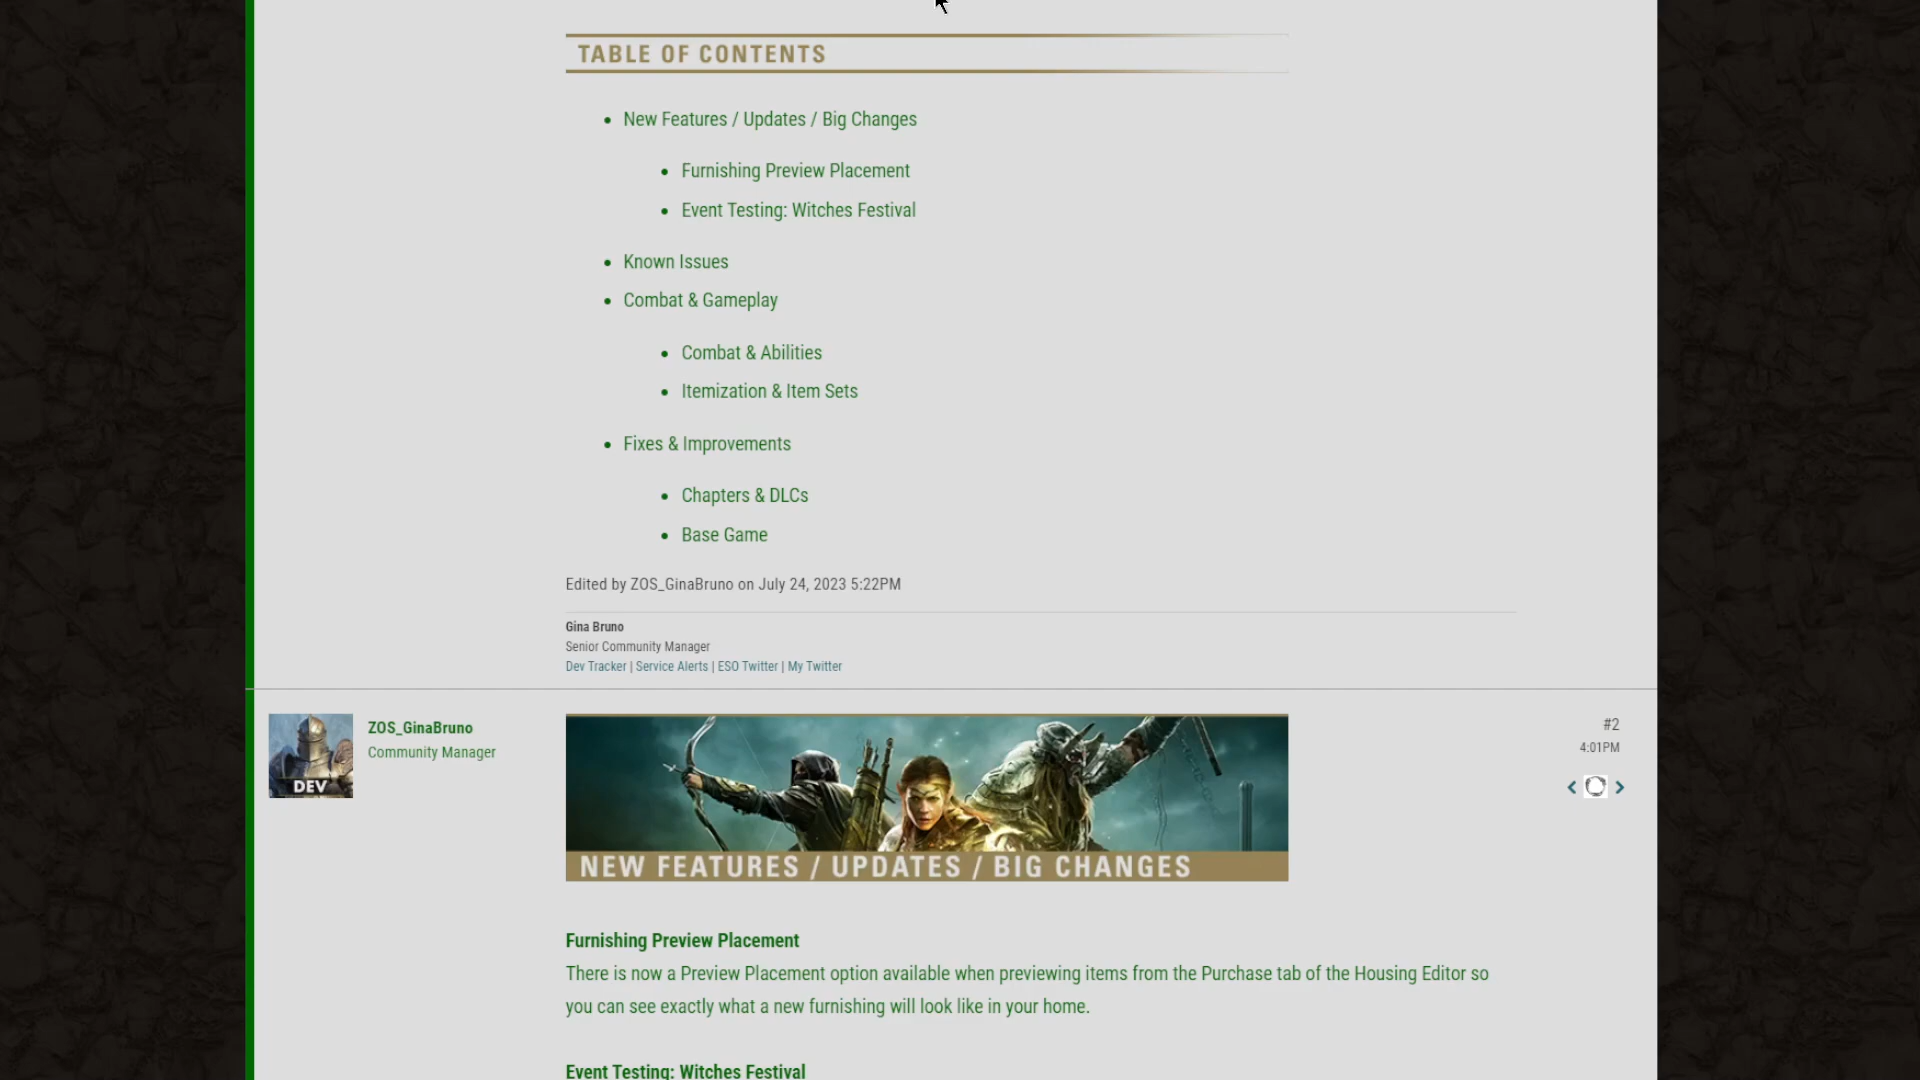 TABLE OF CONTENTS
New Features / Updates / Big Changes
Furnishing Preview Placement
Event Testing: Witches Festival
Known Issues
Combat & Gameplay
Combat & Abilities
Itemization & Item Sets
Fixes & Improvements
Chapters & DLCs
Base Game
Edited by ZOS_GinaBruno on July 24, 2023 5:22PM
Gina Bruno
Senior Community Manager
Dev Tracker | Service Alerts | ESO Twitter | My Twitter
ZOS_GinaBruno
Community Manager
DEV
#2
4:01PM
NEW FEATURES / UPDATES / BIG CHANGES
Furnishing Preview Placement
There is now a Preview Placement option available when previewing items from the Purchase tab of the Housing Editor so
you can see exactly what a new furnishing will look like in your home.
Event Testing: Witches Festival